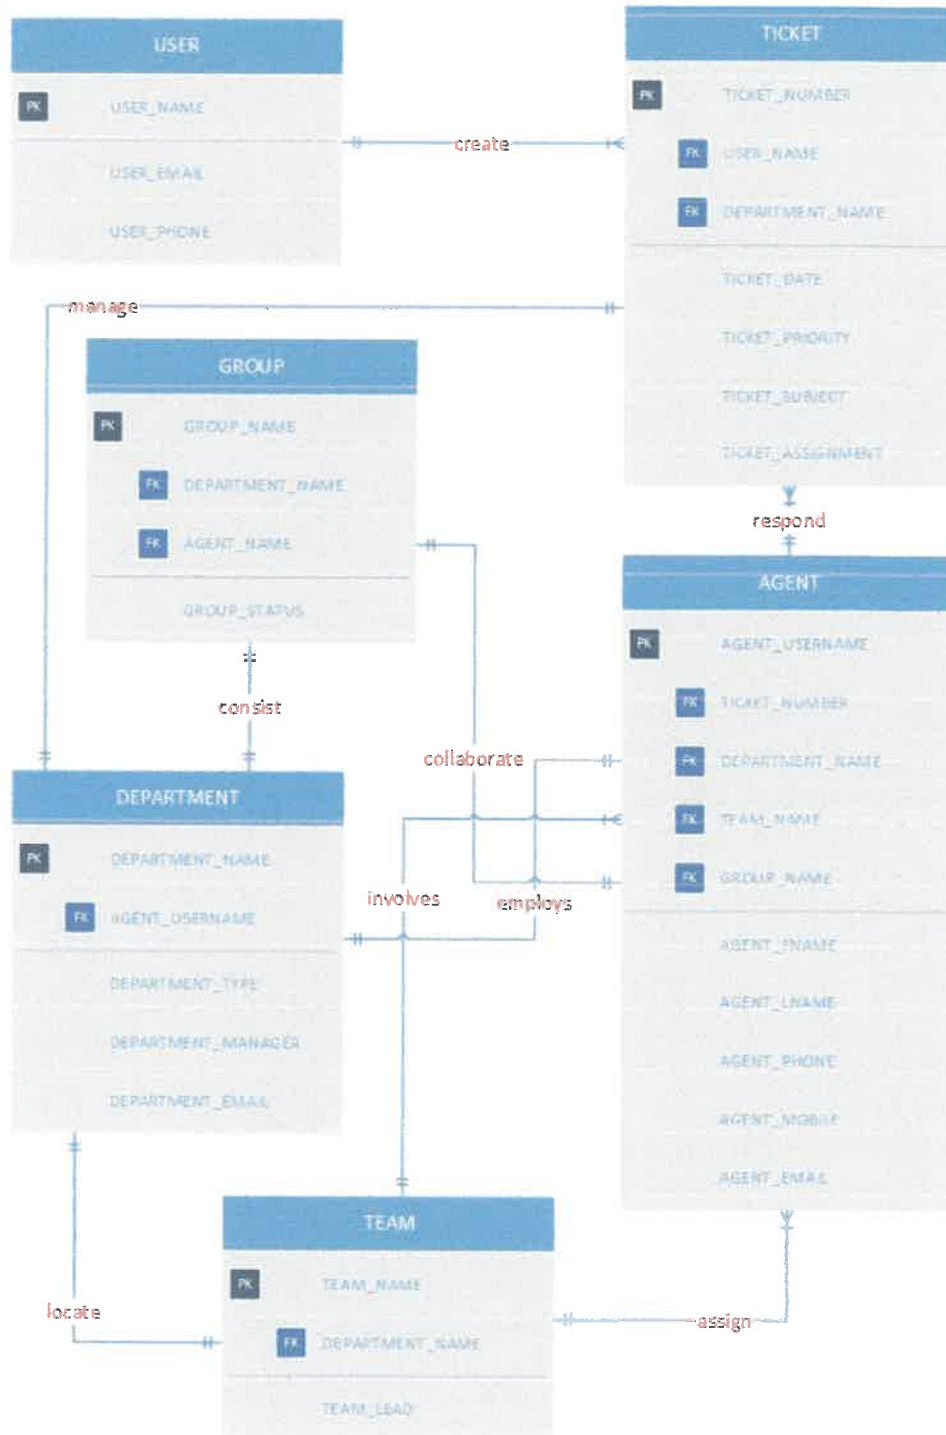 USER
PK USER_NAME
USER_EMAIL
USER_PHONE
create
TICKET
PK TICKET_NUMBER
FK USER_NAME
FK DEPARTMENT_NAME
TICKET_DATE
TICKET_PRIORITY
TICKET_SUBJECT
TICKET_ASSIGNMENT
manage
GROUP
PK GROUP_NAME
FK DEPARTMENT_NAME
FK AGENT_NAME
GROUP_STATUS
respond
consist
collaborate
AGENT
PK AGENT_USERNAME
FK TICKET_NUMBER
FK DEPARTMENT_NAME
FK TEAM_NAME
FK GROUP_NAME
AGENT_FNAME
AGENT_LNAME
AGENT_PHONE
AGENT_MOBILE
AGENT_EMAIL
DEPARTMENT
PK DEPARTMENT_NAME
FK AGENT_USERNAME
DEPARTMENT_TYPE
DEPARTMENT_MANAGER
DEPARTMENT_EMAIL
involves
employs
TEAM
PK TEAM_NAME
FK DEPARTMENT_NAME
TEAM_LEAD
locate
assign